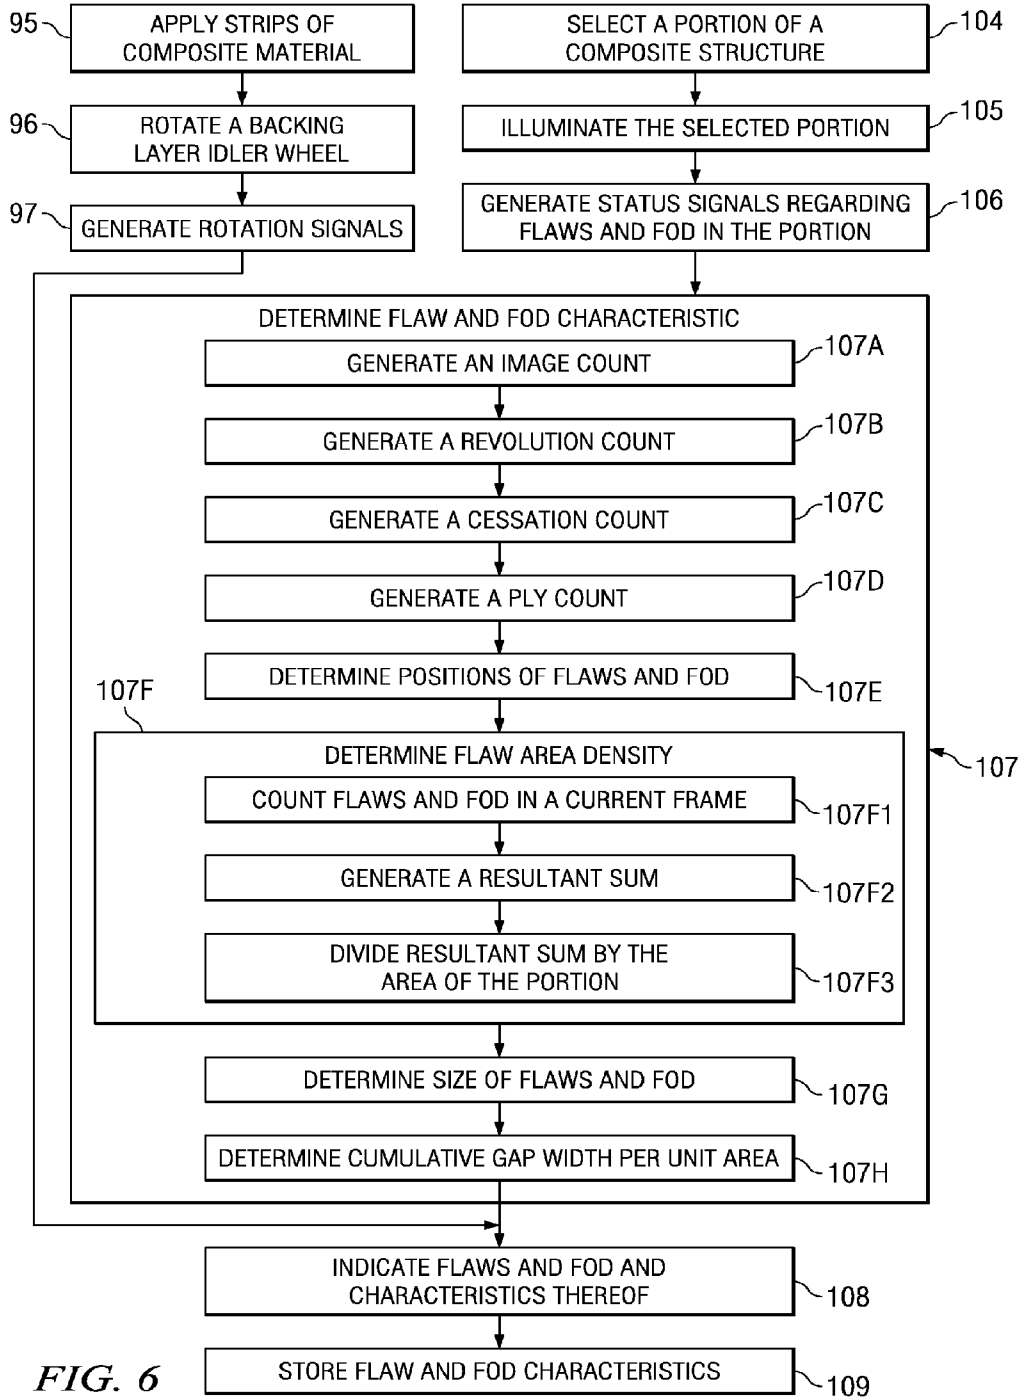 95
APPLY STRIPS OF
COMPOSITE MATERIAL
96
ROTATE A BACKING
LAYER IDLER WHEEL
97
GENERATE ROTATION SIGNALS
SELECT A PORTION OF A
COMPOSITE STRUCTURE
104
ILLUMINATE THE SELECTED PORTION
105
GENERATE STATUS SIGNALS REGARDING
FLAWS AND FOD IN THE PORTION
106
DETERMINE FLAW AND FOD CHARACTERISTIC
GENERATE AN IMAGE COUNT
107A
GENERATE A REVOLUTION COUNT
107B
GENERATE A CESSATION COUNT
107C
GENERATE A PLY COUNT
107D
DETERMINE POSITIONS OF FLAWS AND FOD
107E
107F
DETERMINE FLAW AREA DENSITY
107
COUNT FLAWS AND FOD IN A CURRENT FRAME
107F1
GENERATE A RESULTANT SUM
107F2
DIVIDE RESULTANT SUM BY THE
AREA OF THE PORTION
107F3
DETERMINE SIZE OF FLAWS AND FOD
107G
DETERMINE CUMULATIVE GAP WIDTH PER UNIT AREA
107H
INDICATE FLAWS AND FOD AND
CHARACTERISTICS THEREOF
108
STORE FLAW AND FOD CHARACTERISTICS
109
FIG. 6